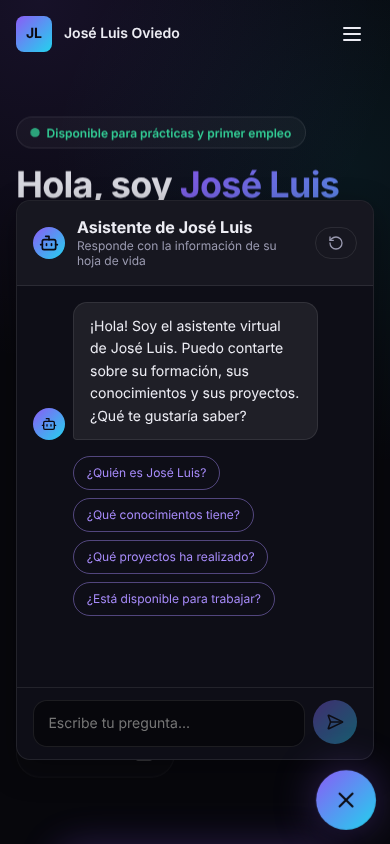 JL José Luis Oviedo
Disponible para prácticas y primer empleo
Hola, soy José Luis
Asistente de José Luis
Responde con la información de su
hoja de vida
¡Hola! Soy el asistente virtual
de José Luis. Puedo contarte
sobre su formación, sus
conocimientos y sus proyectos.
¿Qué te gustaría saber?
¿Quién es José Luis?
¿Qué conocimientos tiene?
¿Qué proyectos ha realizado?
¿Está disponible para trabajar?
Escribe tu pregunta...